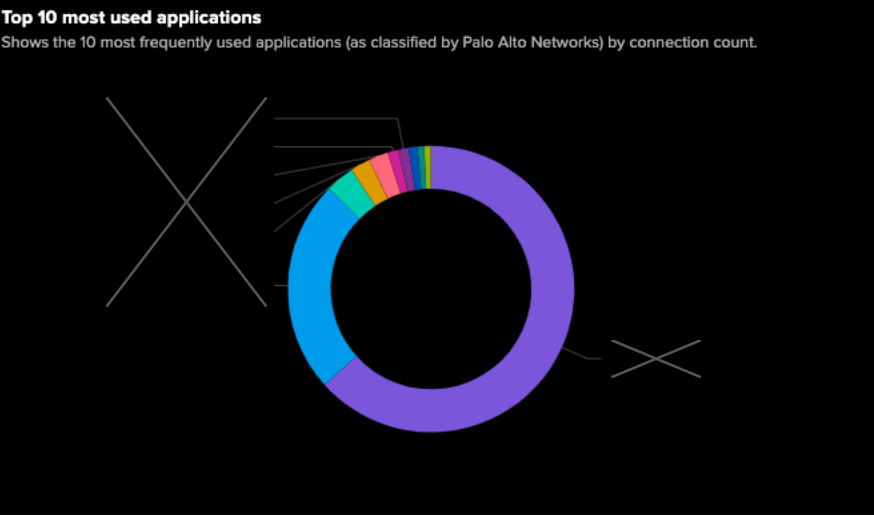 Top 10 most used applications
Shows the 10 most frequently used applications (as classified by Palo Alto Networks) by connection count.